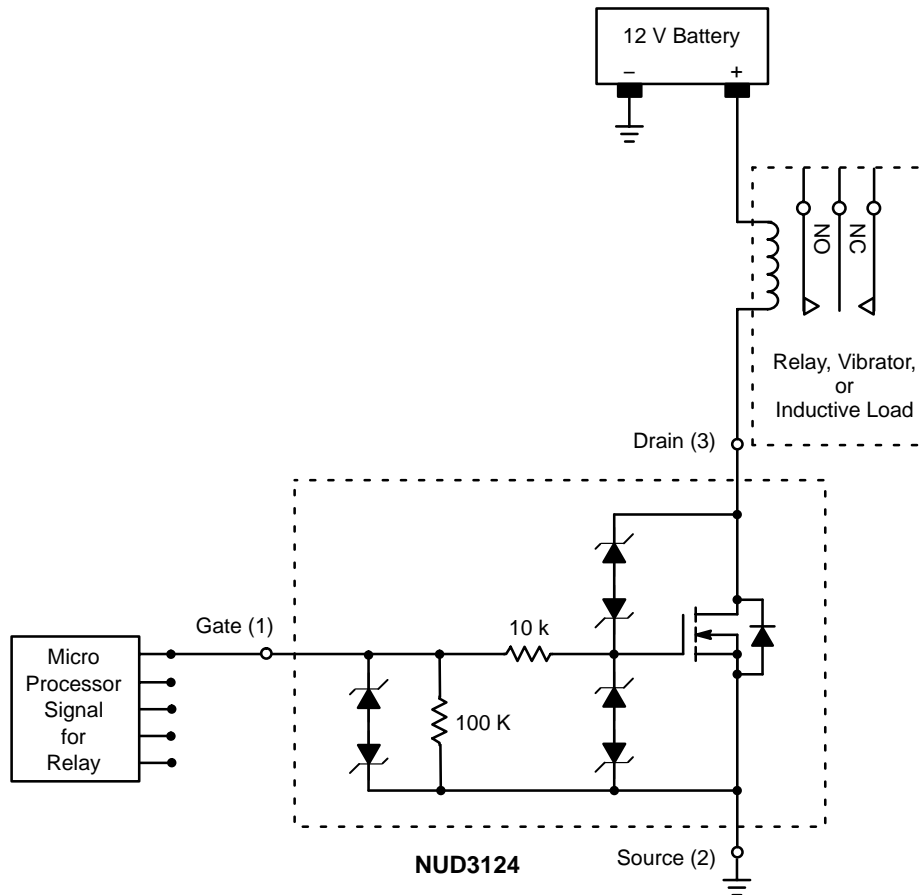 12 V Battery
– +
NO
NC
Relay, Vibrator,
or
Inductive Load
Drain (3)
Gate (1)
10 k
Micro
Processor
Signal
for
Relay
100 K
Source (2)
NUD3124